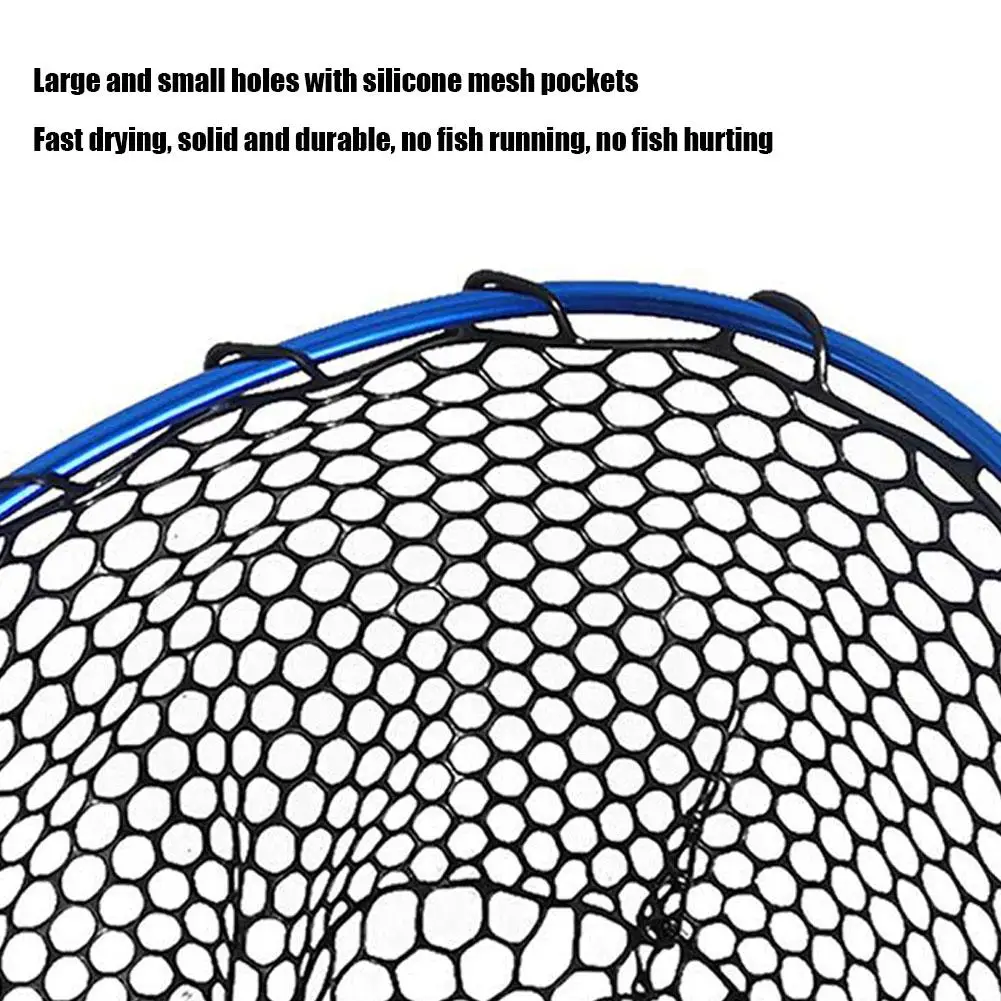 Large and small holes with silicone mesh pockets
Fast drying, solid and durable, no fish running, no fish hurting